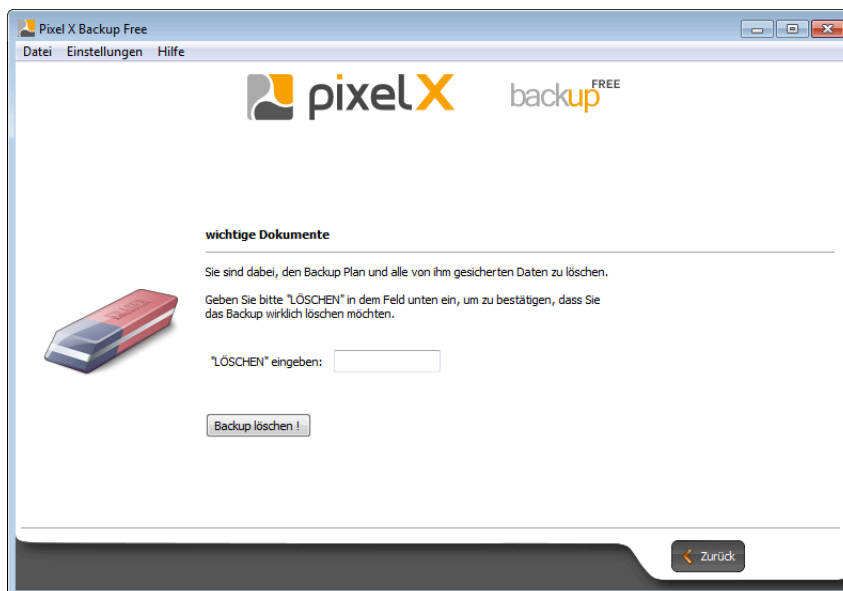 Pixel X Backup Free
Datei Einstellungen Hilfe
pixelX backup FREE
wichtige Dokumente
Sie sind dabei, den Backup Plan und alle von ihm gesicherten Daten zu löschen.
Geben Sie bitte "LÖSCHEN" in dem Feld unten ein, um zu bestätigen, dass Sie
das Backup wirklich löschen möchten.
ERASER
"LÖSCHEN" eingeben:
Backup löschen !
Zurück